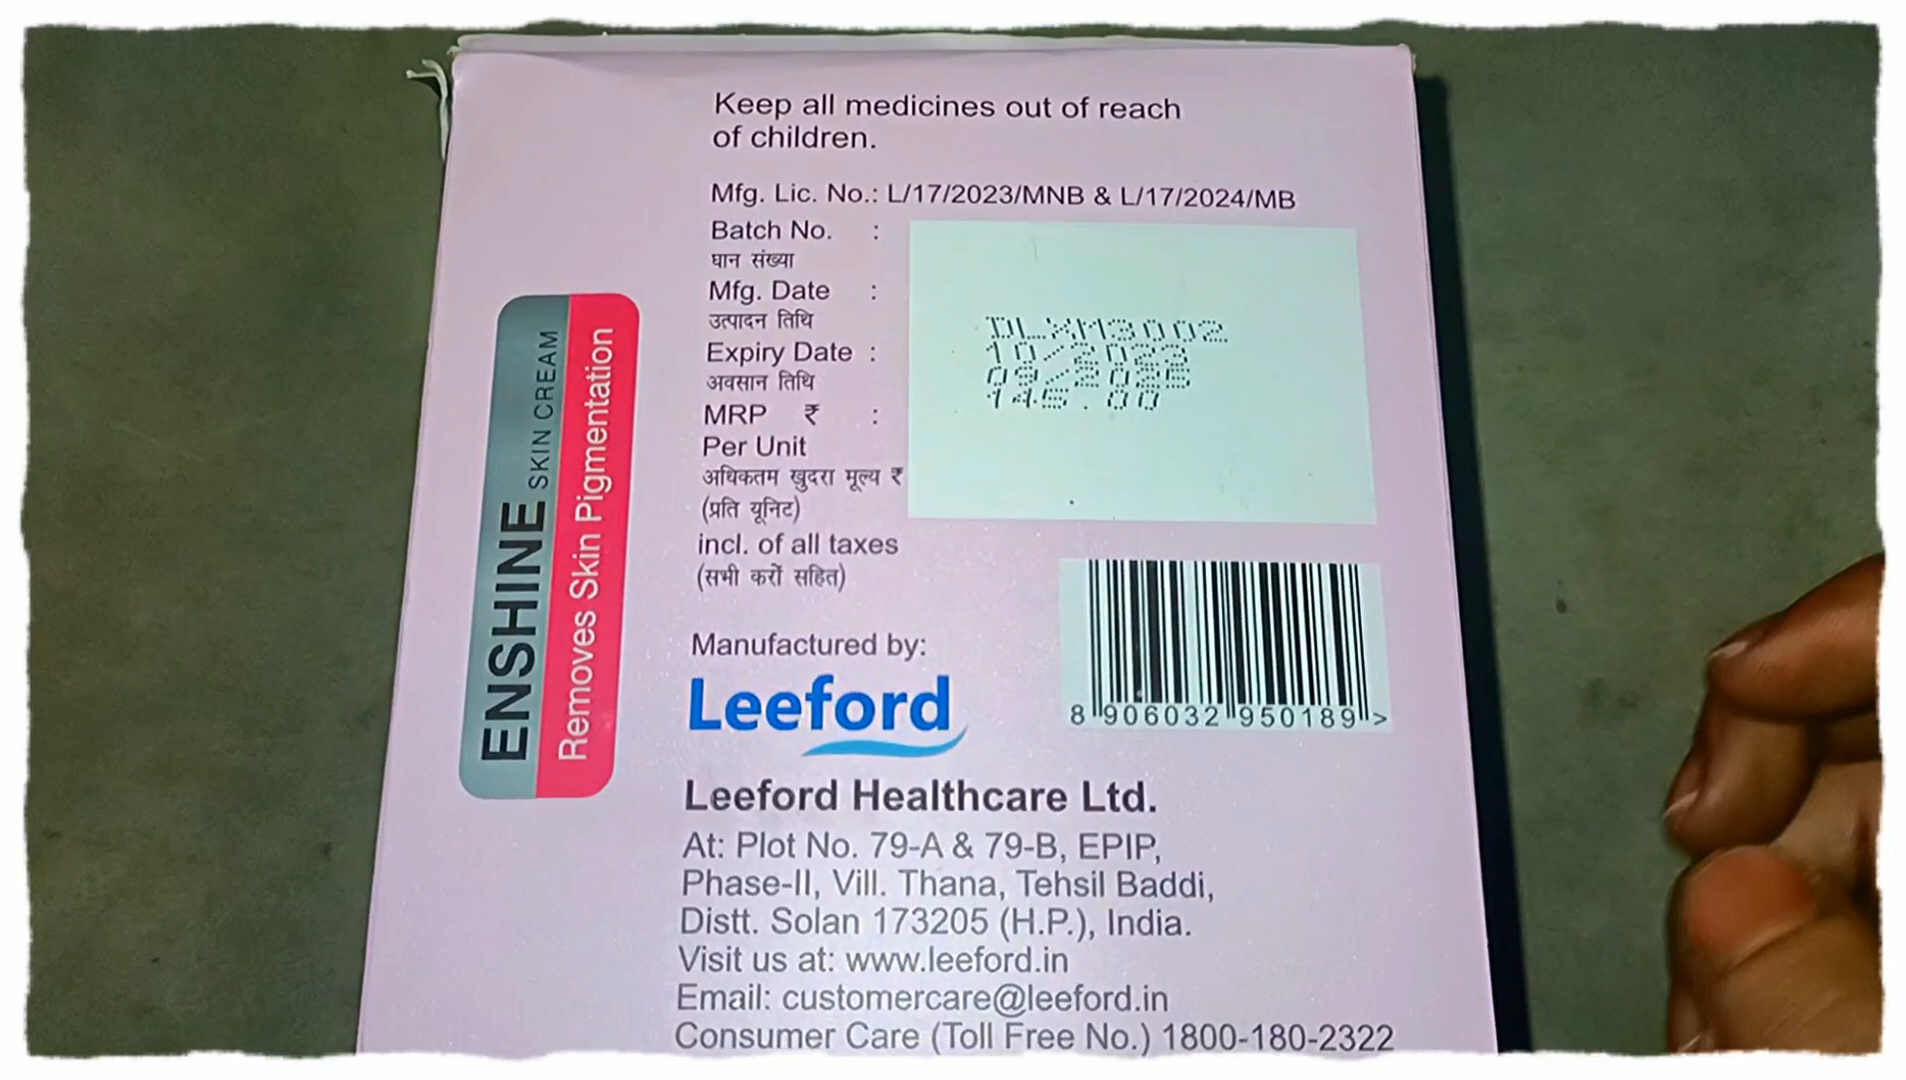 Keep all medicines out of reach
of children.
Mfg. Lic. No.: L/17/2023/MNB & L/17/2024/MB
Batch No. :
घान संख्या
Mfg. Date :
उत्पादन तिथि
Expiry Date :
अवसान तिथि
MRP ₹ :
Per Unit
अधिकतम खुदरा मूल्य ₹
(प्रति यूनिट)
incl. of all taxes
(सभी करों सहित)
DLXM3002
10/2023
09/2025
145.00
ENSHINE SKIN CREAM
Removes Skin Pigmentation
8 906032 950189 >
Manufactured by:
Leeford
Leeford Healthcare Ltd.
At: Plot No. 79-A & 79-B, EPIP,
Phase-II, Vill. Thana, Tehsil Baddi,
Distt. Solan 173205 (H.P.), India.
Visit us at: www.leeford.in
Email: customercare@leeford.in
Consumer Care (Toll Free No.) 1800-180-2322